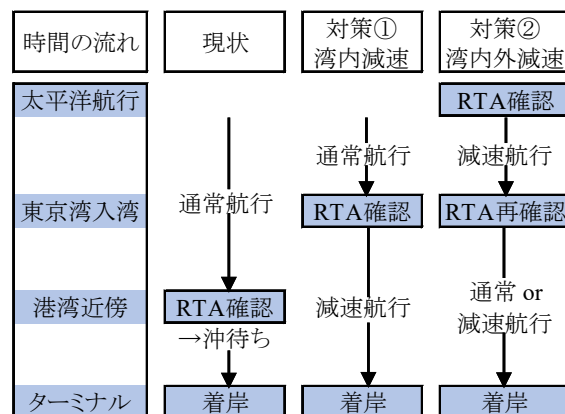 時間の流れ
現状
対策①
湾内減速
対策②
湾内外減速
太平洋航行
RTA確認
通常航行
減速航行
東京湾入湾
通常航行
RTA確認
RTA再確認
港湾近傍
RTA確認
→沖待ち
減速航行
通常 or
減速航行
ターミナル
着岸
着岸
着岸